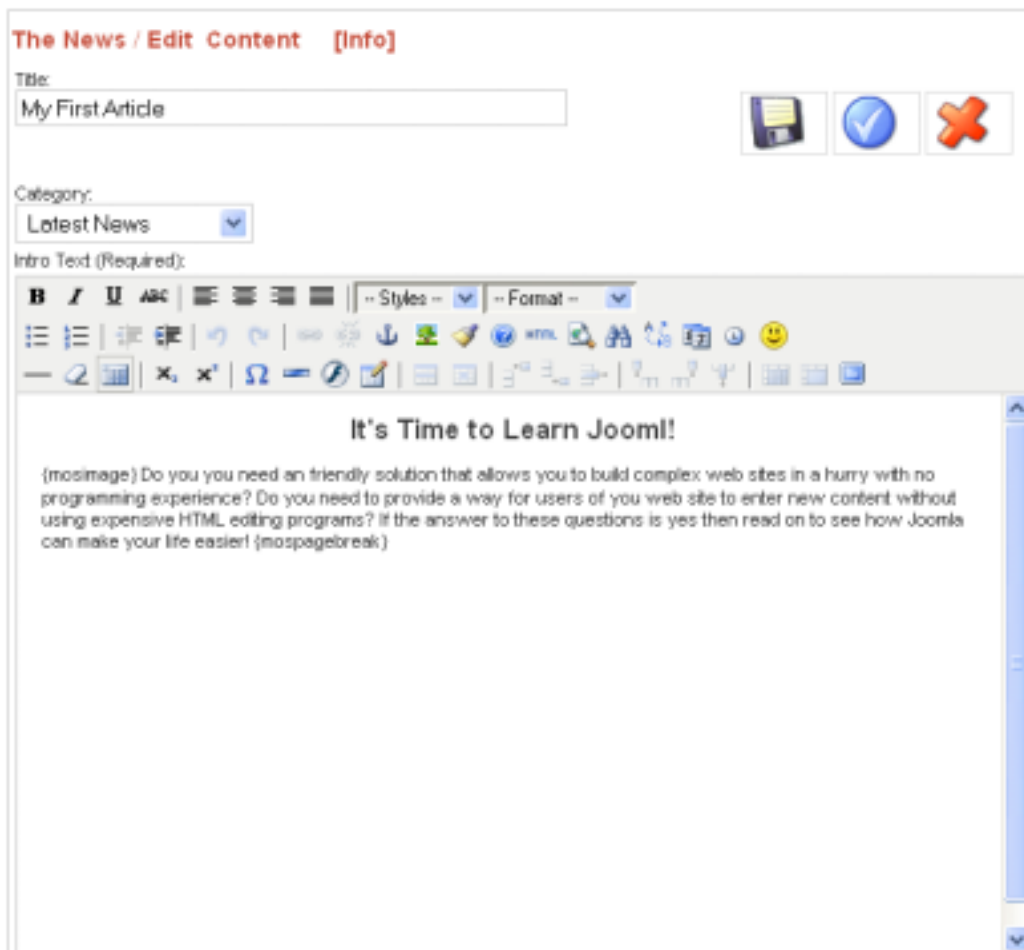 The News / Edit Content [Info]
Title:
My First Article
Category:
Latest News
Intro Text (Required):
B I U ABC -- Styles -- -- Format --
HTML
x, x² Ω
It's Time to Learn Jooml!
{mosimage} Do you you need an friendly solution that allows you to build complex web sites in a hurry with no
programming experience? Do you need to provide a way for users of you web site to enter new content without
using expensive HTML editing programs? If the answer to these questions is yes then read on to see how Joomla
can make your life easier! {mospagebreak}